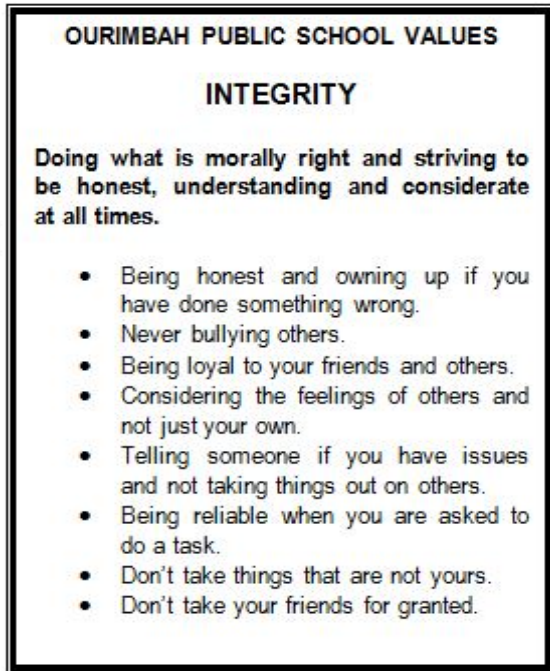 OURIMBAH PUBLIC SCHOOL VALUES
INTEGRITY
Doing what is morally right and striving to
be honest, understanding and considerate
at all times.
• Being honest and owning up if you
have done something wrong.
• Never bullying others.
• Being loyal to your friends and others.
• Considering the feelings of others and
not just your own.
• Telling someone if you have issues
and not taking things out on others.
• Being reliable when you are asked to
do a task.
• Don't take things that are not yours.
• Don't take your friends for granted.